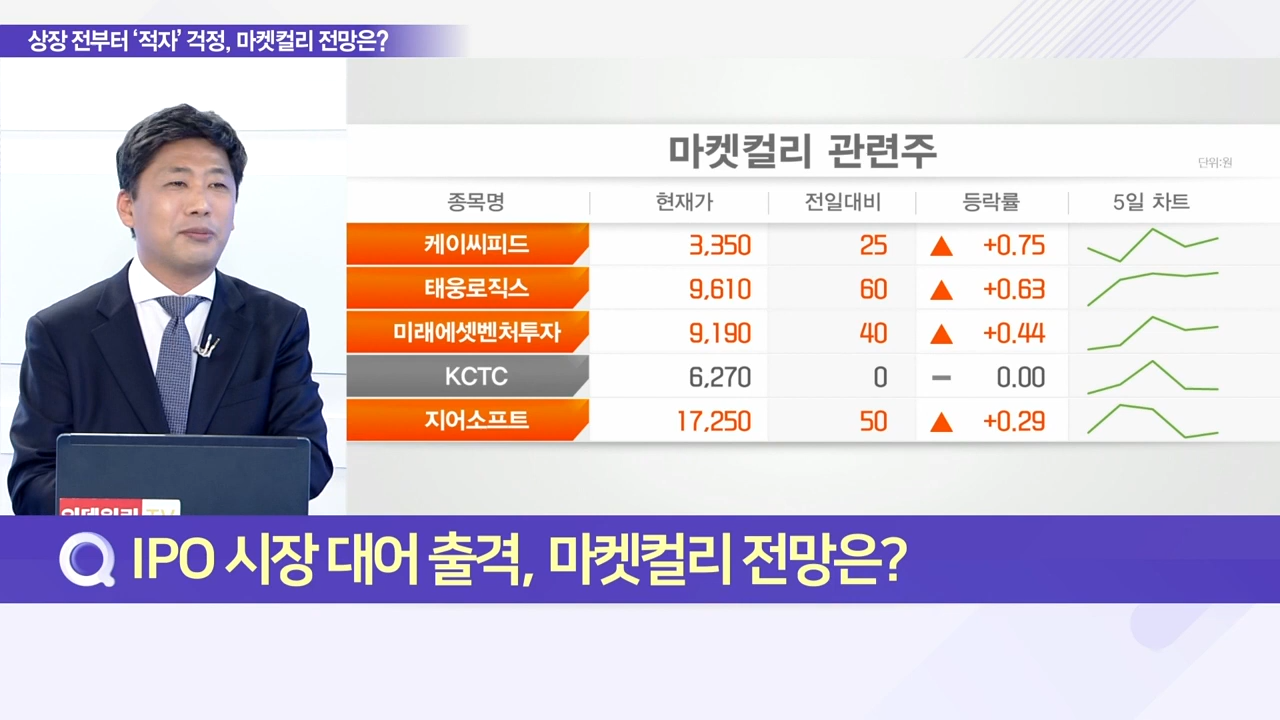 상장 전부터 ‘적자’ 걱정, 마켓컬리 전망은?
마켓컬리 관련주
단위:원
종목명 현재가 전일대비 등락률 5일 차트
케이씨피드 3,350 25 ▲ +0.75
태웅로직스 9,610 60 ▲ +0.63
미래에셋벤처투자 9,190 40 ▲ +0.44
KCTC 6,270 0 – 0.00
지어소프트 17,250 50 ▲ +0.29
이데일리 TV
Q IPO 시장 대어 출격, 마켓컬리 전망은?